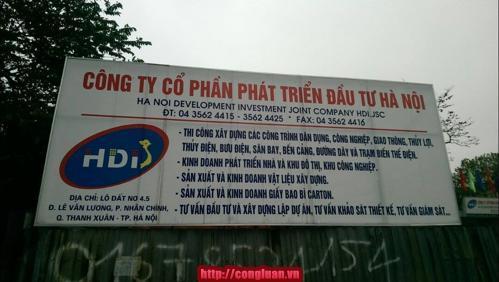 CÔNG TY CỔ PHẦN PHÁT TRIỂN ĐẦU TƯ HÀ NỘI
HA NOI DEVELOPMENT INVESTMENT JOINT COMPANY HDI.,JSC
ĐT: 04 3562 4415 - 3562 4425 * FAX: 04 3562 4416
HDI
- THI CÔNG XÂY DỰNG CÁC CÔNG TRÌNH DÂN DỤNG, CÔNG NGHIỆP, GIAO THÔNG, THỦY LỢI,
THỦY ĐIỆN, BƯU ĐIỆN, SÂN BAY, BẾN CẢNG, ĐƯỜNG DÂY VÀ TRẠM BIẾN THẾ ĐIỆN.
- KINH DOANH PHÁT TRIỂN NHÀ VÀ KHU ĐÔ THỊ, KHU CÔNG NGHIỆP.
- SẢN XUẤT VÀ KINH DOANH VẬT LIỆU XÂY DỰNG.
- SẢN XUẤT VÀ KINH DOANH GIẤY BAO BÌ CARTON.
- TƯ VẤN ĐẦU TƯ VÀ XÂY DỰNG LẬP DỰ ÁN, TƯ VẤN KHẢO SÁT THIẾT KẾ, TƯ VẤN GIÁM SÁT...
ĐỊA CHỈ: LÔ ĐẤT NƠ 4.5
Đ. LÊ VĂN LƯƠNG, P. NHÂN CHÍNH,
Q. THANH XUÂN - TP. HÀ NỘI
http://congluan.vn